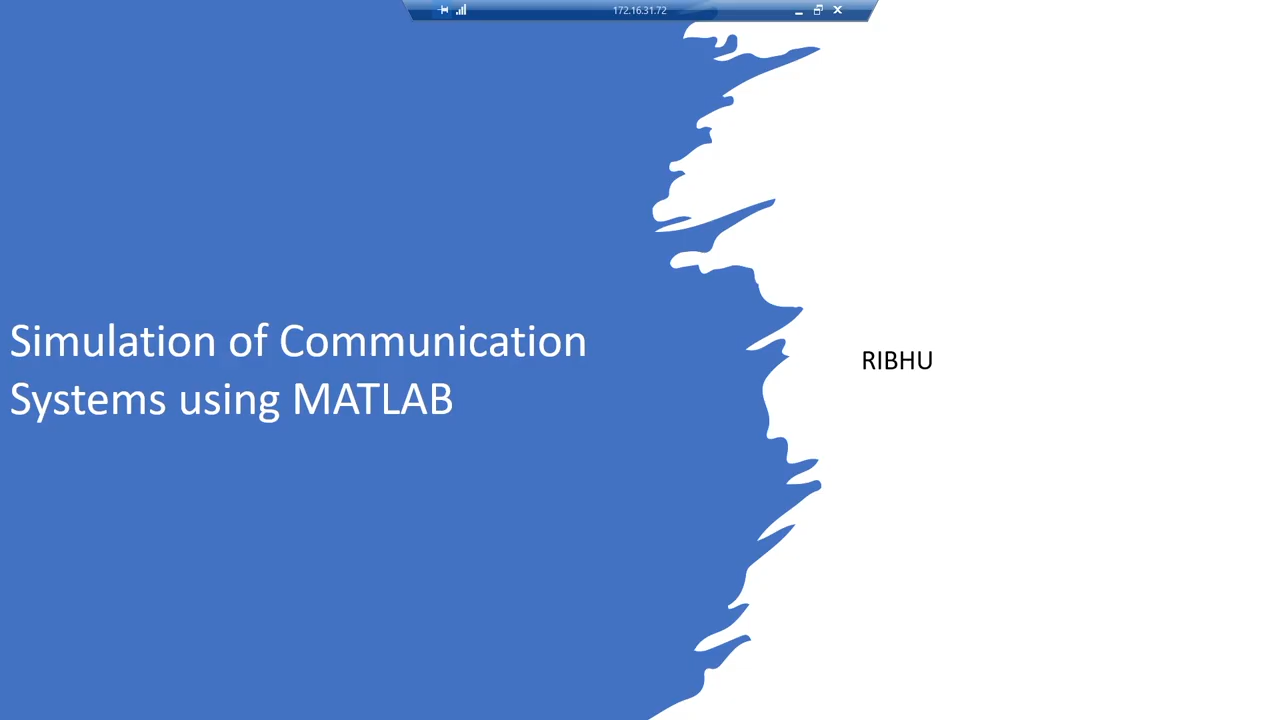 172.16.31.72
Simulation of Communication
Systems using MATLAB
RIBHU